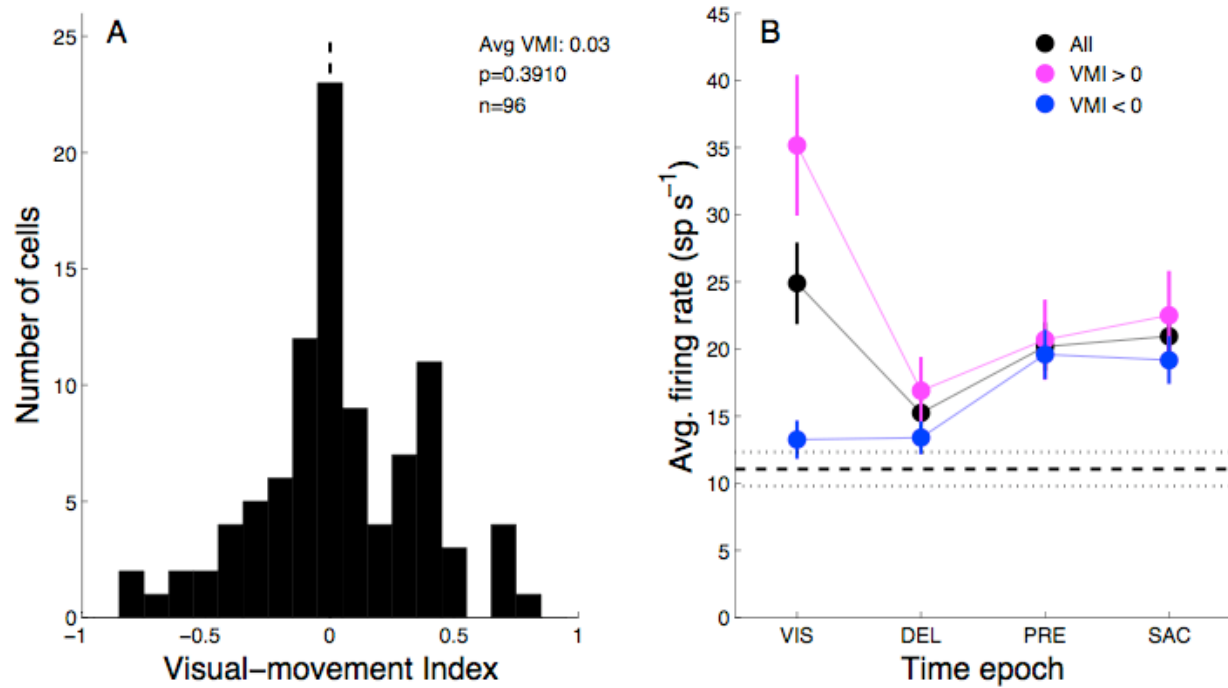 A
Avg VMI: 0.03
p=0.3910
n=96
Number of cells
25
20
15
10
5
0
−1
−0.5
0
0.5
1
Visual−movement Index
B
All
VMI > 0
VMI < 0
Avg. firing rate (sp s⁻¹)
45
40
35
30
25
20
15
10
5
0
VIS
DEL
PRE
SAC
Time epoch